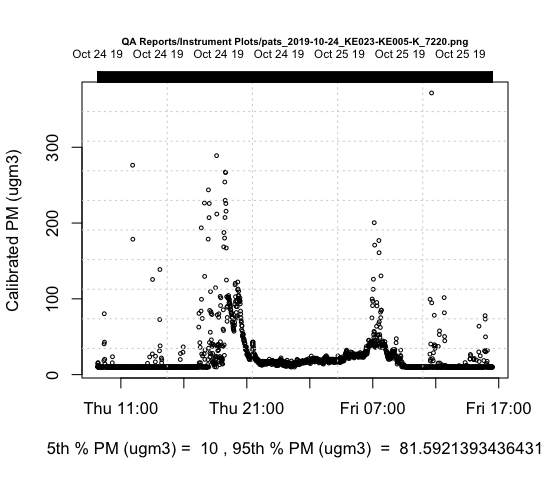 QA Reports/Instrument Plots/pats_2019-10-24_KE023-KE005-K_7220.png
Oct 24 19 Oct 24 19 Oct 24 19 Oct 24 19 Oct 25 19 Oct 25 19 Oct 25 19
Calibrated PM (ugm3)
300
200
100
0
Thu 11:00 Thu 21:00 Fri 07:00 Fri 17:00
5th % PM (ugm3) = 10 , 95th % PM (ugm3) = 81.5921393436431